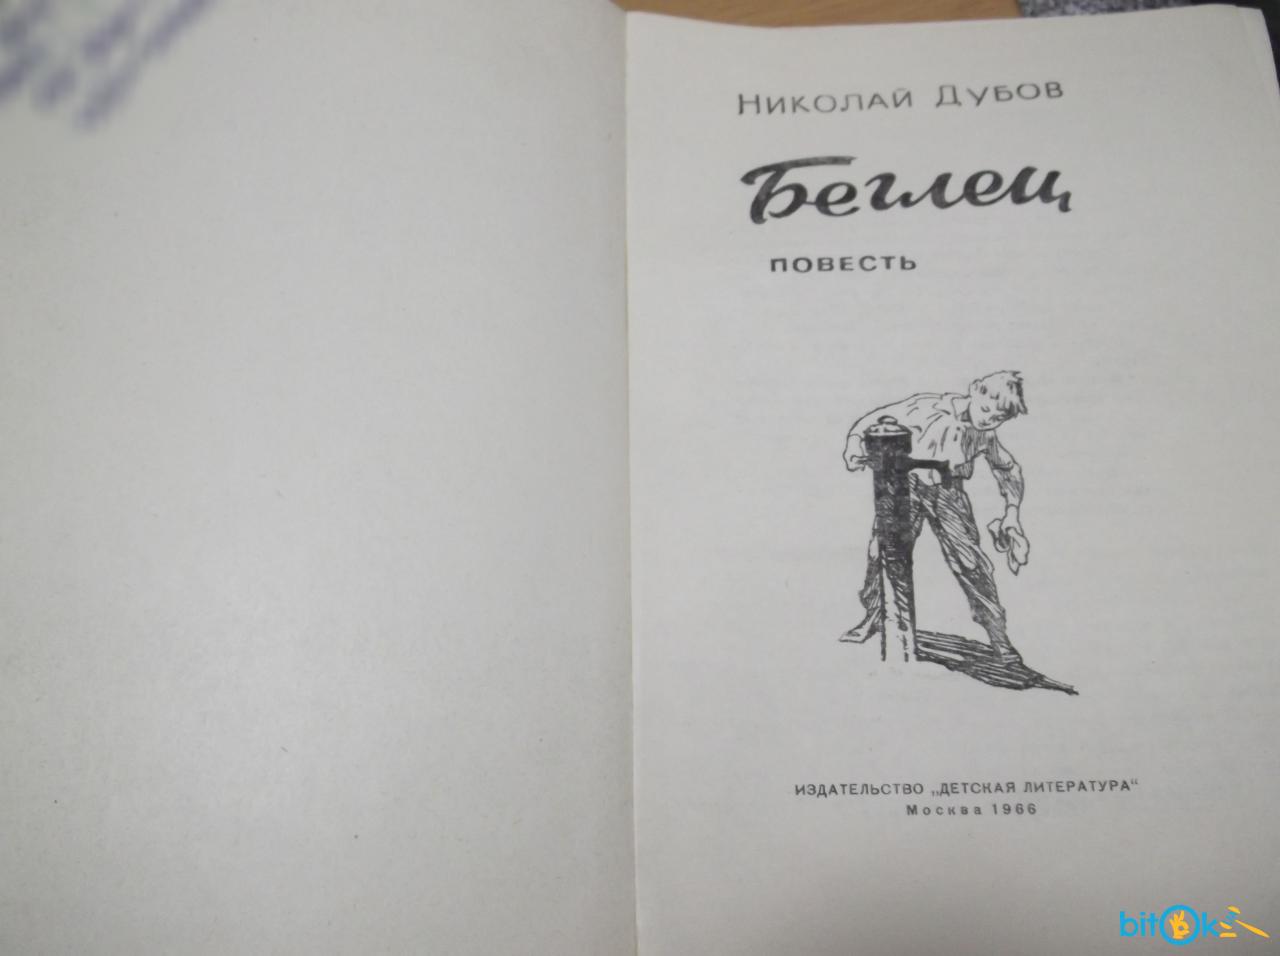 Николай Дубов
Беглец
ПОВЕСТЬ
ИЗДАТЕЛЬСТВО „ДЕТСКАЯ ЛИТЕРАТУРА“
Москва 1966
bitOk